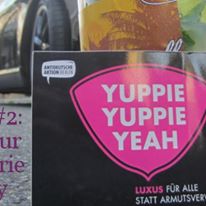 ANTIDEUTSCHE
AKTION BERLIN
YUPPIE
YUPPIE
YEAH
#2:
ur
rie
y
LUXUS FÜR ALLE
STATT ARMUTSVER